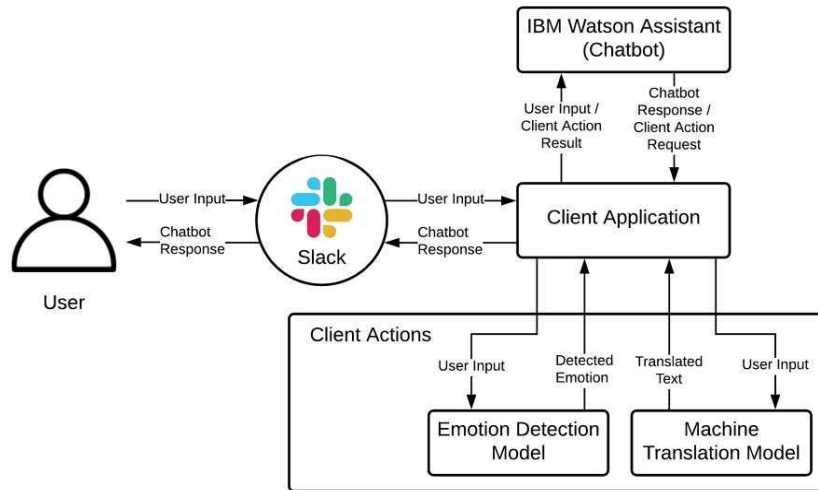 IBM Watson Assistant
(Chatbot)
User Input /
Client Action
Result
Chatbot
Response /
Client Action
Request
User Input
User Input
Client Application
Chatbot
Response
Slack
Chatbot
Response
User
Client Actions
User Input
Detected
Emotion
Translated
Text
User Input
Emotion Detection
Model
Machine
Translation Model